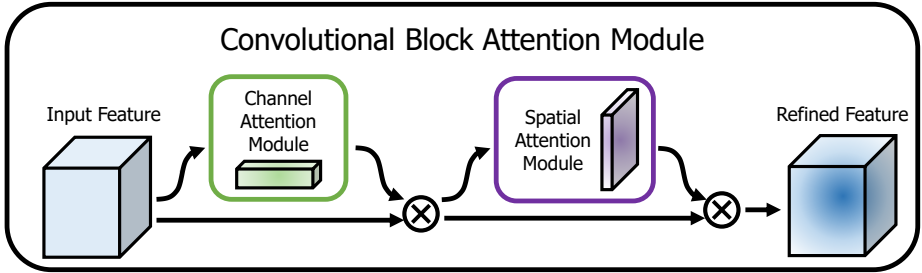 Convolutional Block Attention Module
Input Feature
Channel
Attention
Module
Spatial
Attention
Module
Refined Feature